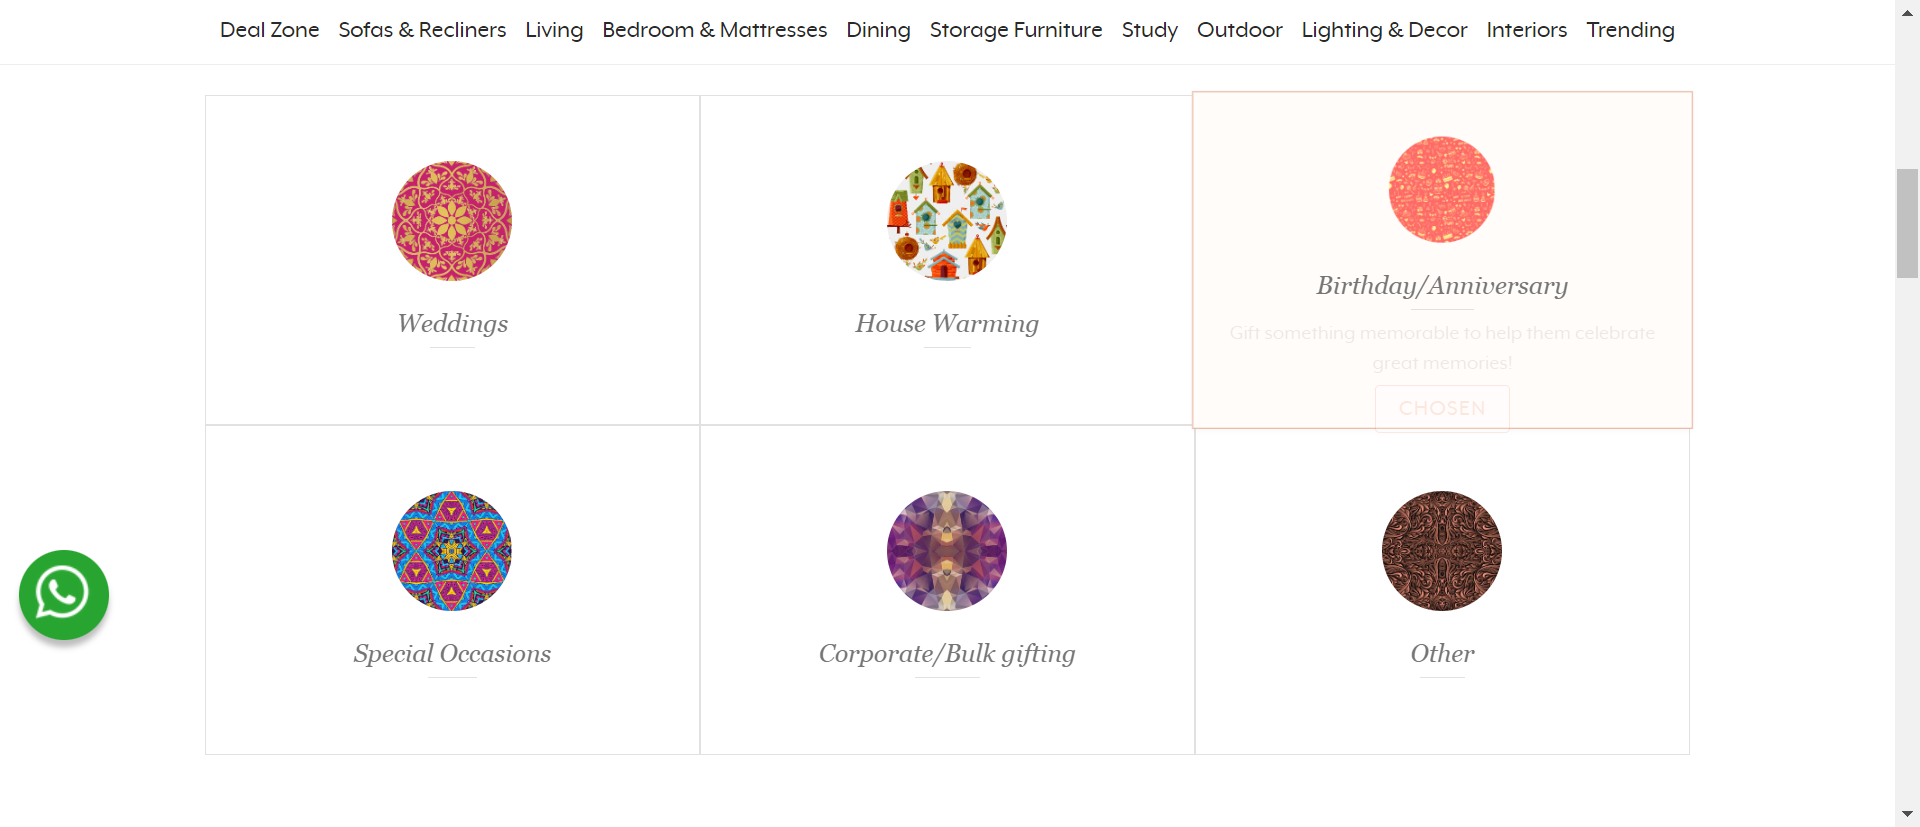 Deal Zone Sofas & Recliners Living Bedroom & Mattresses Dining Storage Furniture Study Outdoor Lighting & Decor Interiors Trending
Weddings
House Warming
Birthday/Anniversary
Gift something memorable to help them celebrate
great memories!
CHOSEN
Special Occasions
Corporate/Bulk gifting
Other